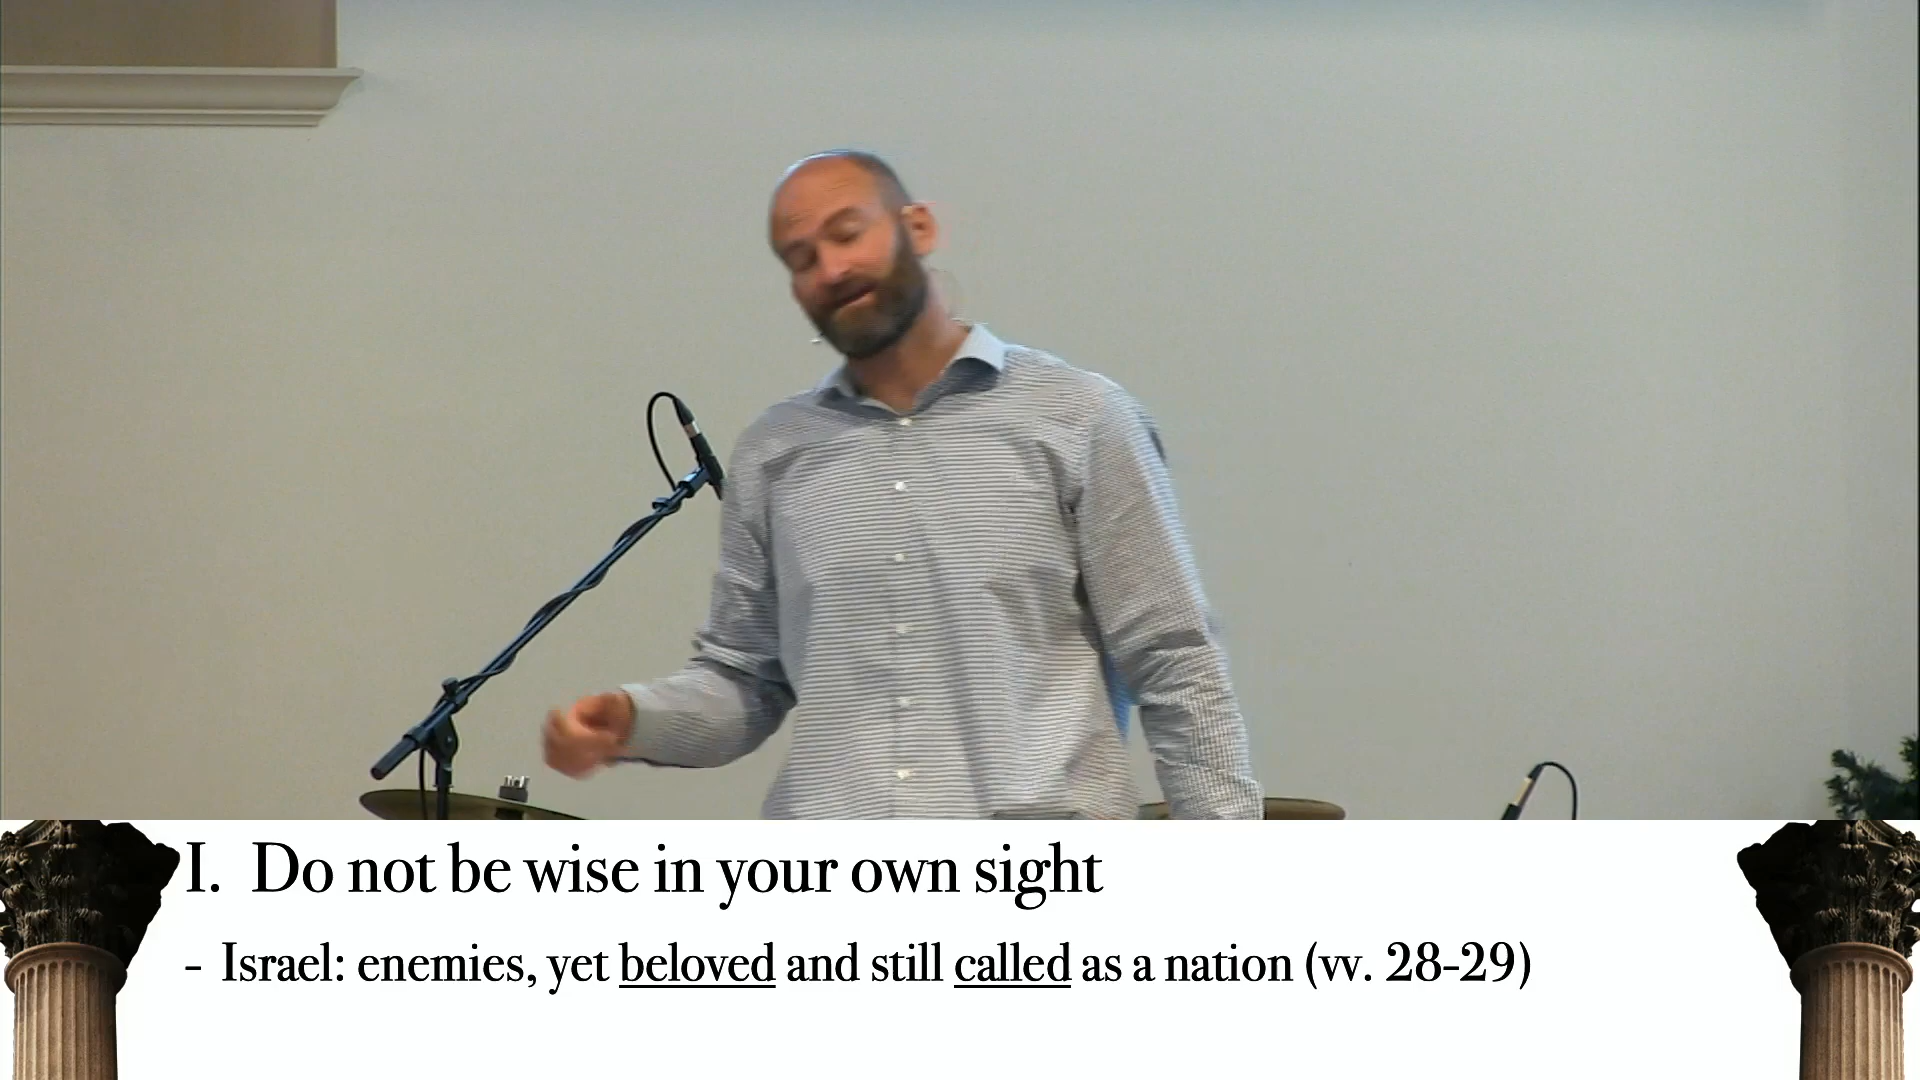 I. Do not be wise in your own sight
- Israel: enemies, yet beloved and still called as a nation (vv. 28-29)